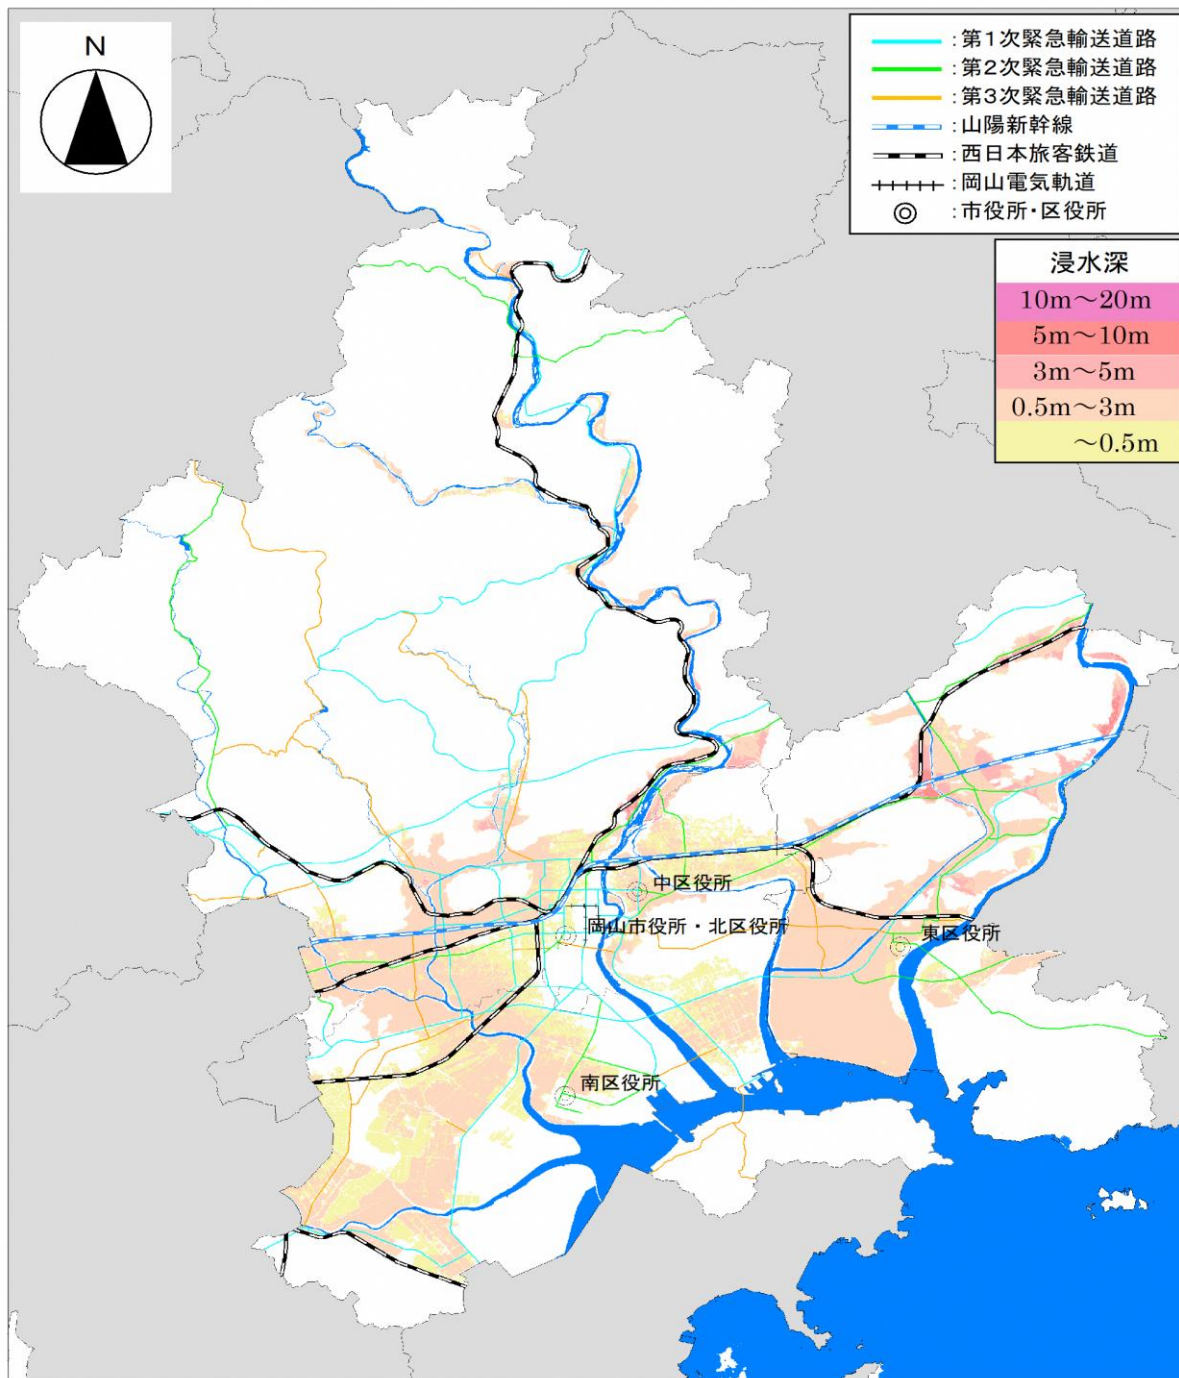 N
:第1次緊急輸送道路
:第2次緊急輸送道路
:第3次緊急輸送道路
:山陽新幹線
:西日本旅客鉄道
:岡山電気軌道
:市役所・区役所
浸水深
10m～20m
5m～10m
3m～5m
0.5m～3m
～0.5m
中区役所
岡山市役所・北区役所
東区役所
南区役所